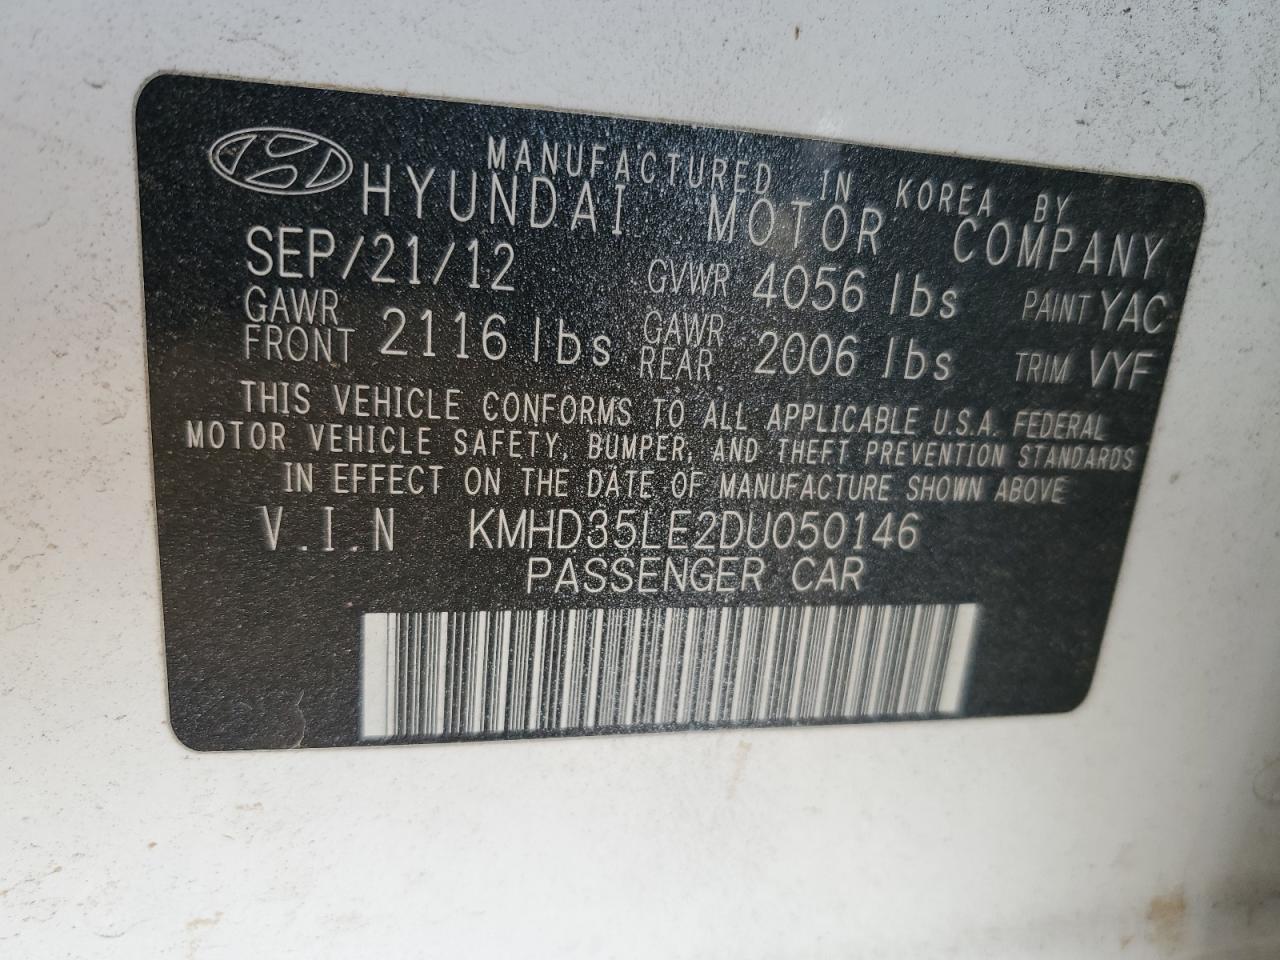 MANUFACTURED IN KOREA BY
HYUNDAI MOTOR COMPANY
SEP/21/12 GVWR 4056 lbs PAINT YAC
GAWR FRONT 2116 lbs GAWR REAR 2006 lbs TRIM VYF
THIS VEHICLE CONFORMS TO ALL APPLICABLE U.S.A. FEDERAL
MOTOR VEHICLE SAFETY, BUMPER, AND THEFT PREVENTION STANDARDS
IN EFFECT ON THE DATE OF MANUFACTURE SHOWN ABOVE
V.I.N KMHD35LE2DU050146
PASSENGER CAR